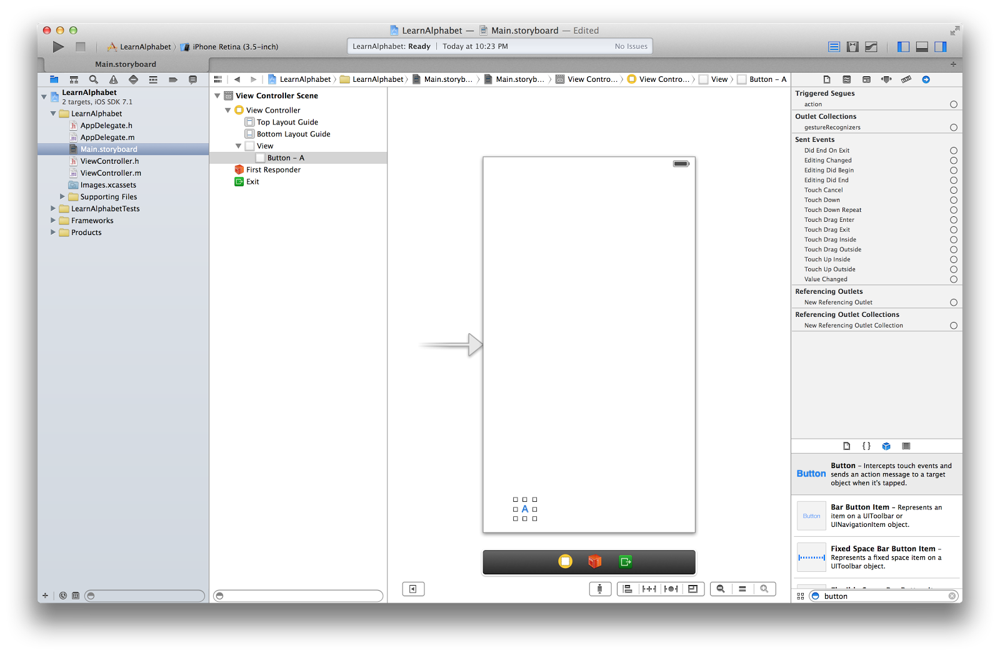 LearnAlphabet — Main.storyboard — Edited
LearnAlphabet iPhone Retina (3.5-inch)
LearnAlphabet: Ready Today at 10:23 PM No Issues
Main.storyboard
LearnAlphabet
2 targets, iOS SDK 7.1
LearnAlphabet
AppDelegate.h
AppDelegate.m
Main.storyboard
ViewController.h
ViewController.m
Images.xcassets
Supporting Files
LearnAlphabetTests
Frameworks
Products
LearnAlphabet LearnAlphabet Main.storyb... Main.storyb... View Contro... View Contro... View Button – A
View Controller Scene
View Controller
Top Layout Guide
Bottom Layout Guide
View
Button – A
First Responder
Exit
A
Triggered Segues
action
Outlet Collections
gestureRecognizers
Sent Events
Did End On Exit
Editing Changed
Editing Did Begin
Editing Did End
Touch Cancel
Touch Down
Touch Down Repeat
Touch Drag Enter
Touch Drag Exit
Touch Drag Inside
Touch Drag Outside
Touch Up Inside
Touch Up Outside
Value Changed
Referencing Outlets
New Referencing Outlet
Referencing Outlet Collections
New Referencing Outlet Collection
Button
Button – Intercepts touch events and
sends an action message to a target
object when it's tapped.
Button
Bar Button Item – Represents an
item on a UIToolbar or
UINavigationItem object.
Fixed Space Bar Button Item –
Represents a fixed space item on a
UIToolbar object.
button